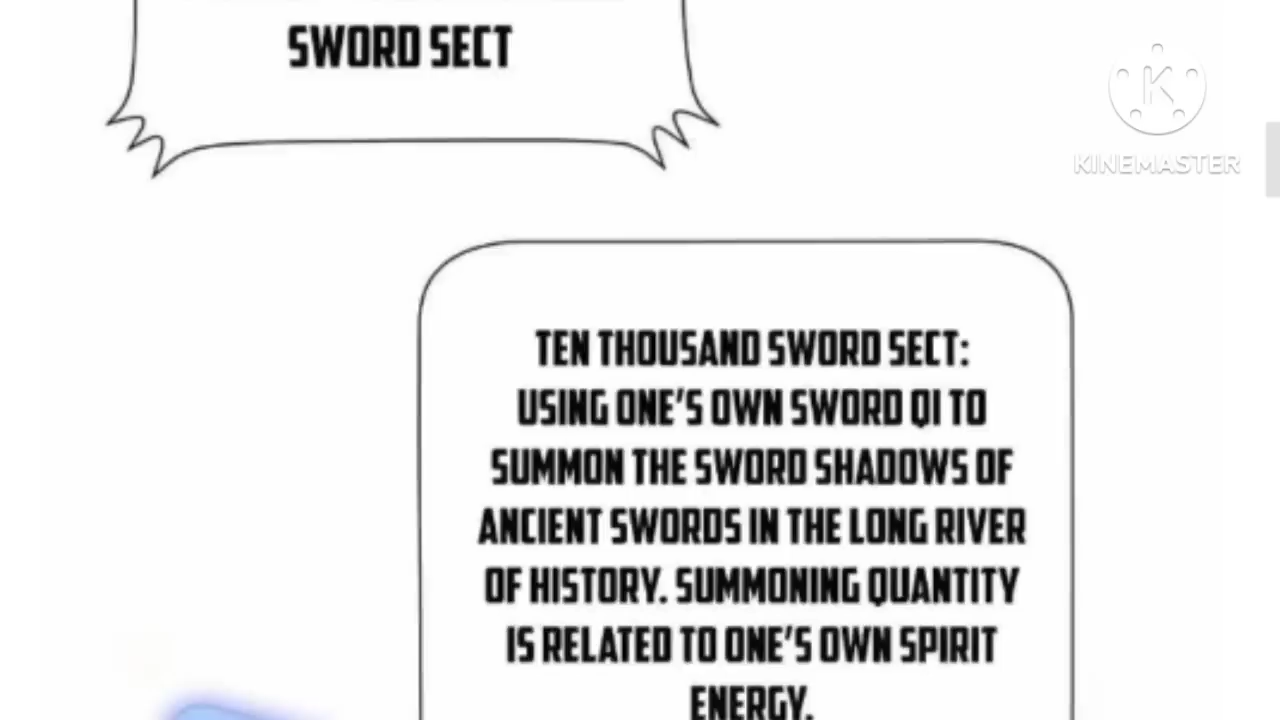 SWORD SECT
KINEMASTER
TEN THOUSAND SWORD SECT:
USING ONE'S OWN SWORD QI TO
SUMMON THE SWORD SHADOWS OF
ANCIENT SWORDS IN THE LONG RIVER
OF HISTORY. SUMMONING QUANTITY
IS RELATED TO ONE'S OWN SPIRIT
ENERGY.